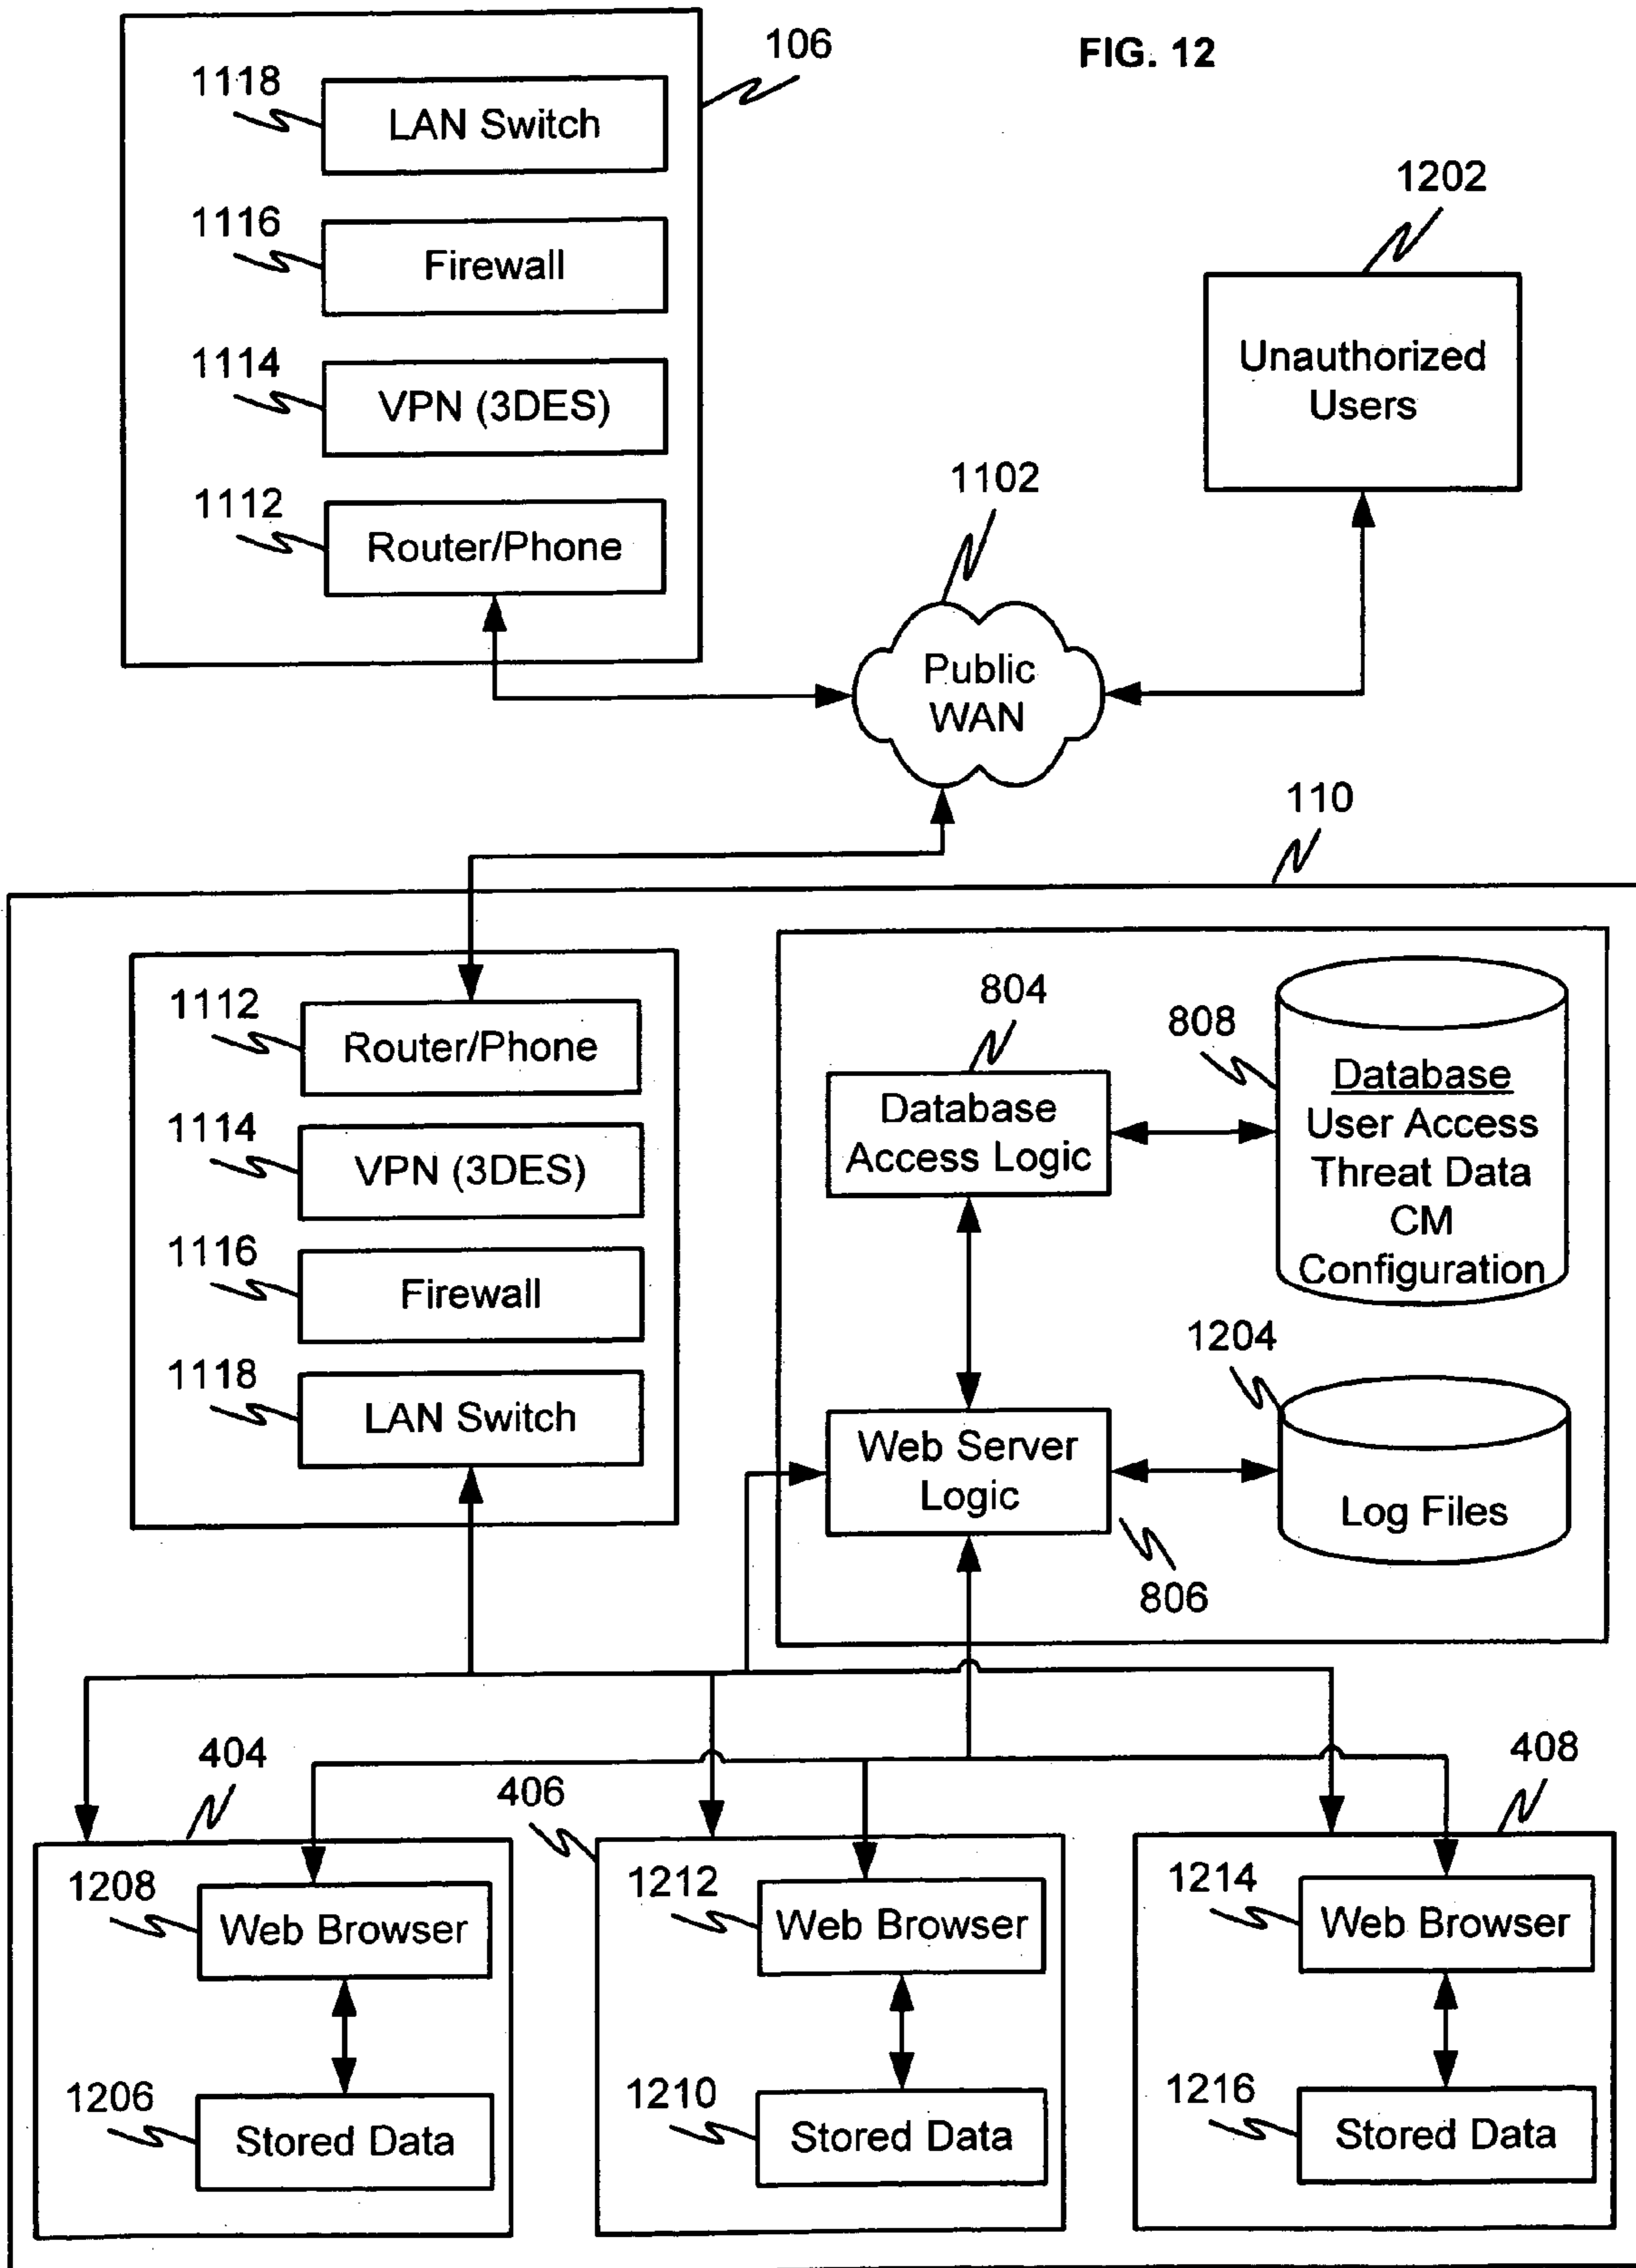 FIG. 12
106
1118
LAN Switch
1116
Firewall
1114
VPN (3DES)
1112
Router/Phone
1202
Unauthorized
Users
1102
Public
WAN
110
1112
Router/Phone
1114
VPN (3DES)
1116
Firewall
1118
LAN Switch
804
Database
Access Logic
808
Database
User Access
Threat Data
CM
Configuration
1204
Log Files
Web Server
Logic
806
404
1208
Web Browser
1206
Stored Data
406
1212
Web Browser
1210
Stored Data
408
1214
Web Browser
1216
Stored Data